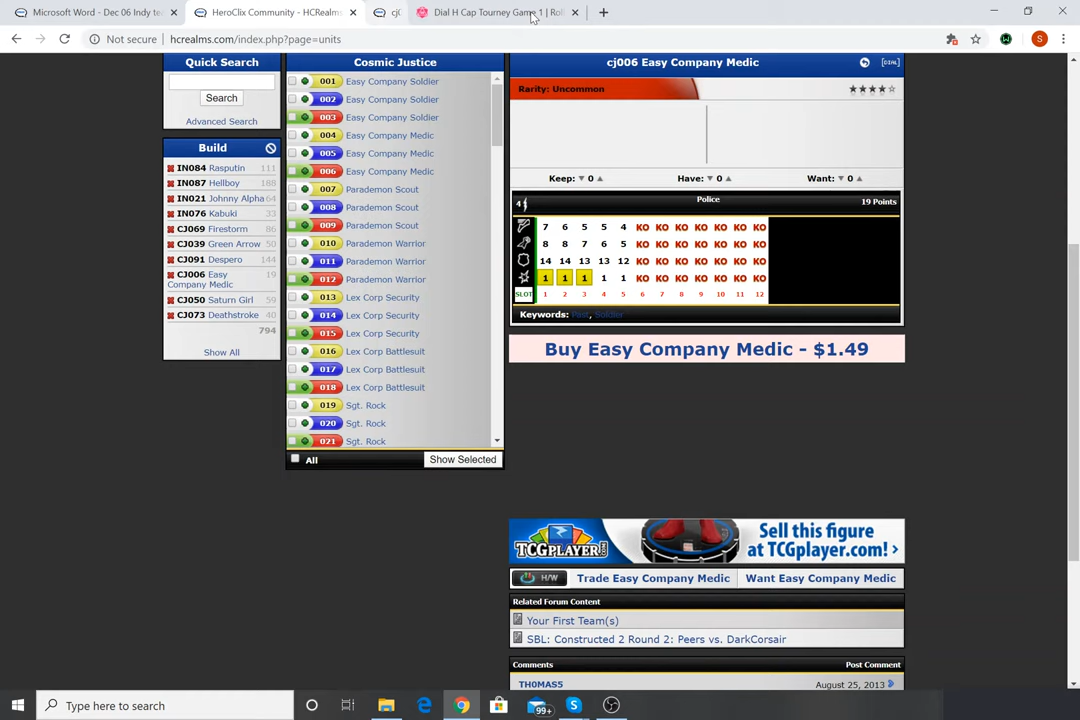 Microsoft Word - Dec 06 Indy te
HeroClix Community - HCRealms
cj0
Dial H Cap Tourney Game 1 | Roll
Not secure | hcrealms.com/index.php?page=units
Quick Search
Search
Advanced Search
Build
IN084 Rasputin 111
IN087 Hellboy 188
IN021 Johnny Alpha 64
IN076 Kabuki 33
CJ069 Firestorm 86
CJ039 Green Arrow 50
CJ091 Despero 144
CJ006 Easy Company Medic 19
CJ050 Saturn Girl 59
CJ073 Deathstroke 40
794
Show All
Cosmic Justice
001 Easy Company Soldier
002 Easy Company Soldier
003 Easy Company Soldier
004 Easy Company Medic
005 Easy Company Medic
006 Easy Company Medic
007 Parademon Scout
008 Parademon Scout
009 Parademon Scout
010 Parademon Warrior
011 Parademon Warrior
012 Parademon Warrior
013 Lex Corp Security
014 Lex Corp Security
015 Lex Corp Security
016 Lex Corp Battlesuit
017 Lex Corp Battlesuit
018 Lex Corp Battlesuit
019 Sgt. Rock
020 Sgt. Rock
021 Sgt. Rock
All
Show Selected
cj006 Easy Company Medic
[DIAL]
Rarity: Uncommon
Keep: 0 Have: 0 Want: 0
4 Police 19 Points
7 6 5 5 4 KO KO KO KO KO KO KO
8 8 7 6 5 KO KO KO KO KO KO KO
14 14 13 13 12 KO KO KO KO KO KO KO
1 1 1 1 1 KO KO KO KO KO KO KO
SLOT 1 2 3 4 5 6 7 8 9 10 11 12
Keywords: Past, Soldier
Buy Easy Company Medic - $1.49
TCGPLAYER.COM
Sell this figure
at TCGplayer.com! ›
H/W Trade Easy Company Medic Want Easy Company Medic
Related Forum Content
Your First Team(s)
SBL: Constructed 2 Round 2: Peers vs. DarkCorsair
Comments Post Comment
TH0MAS5 August 25, 2013
Type here to search
99+
S